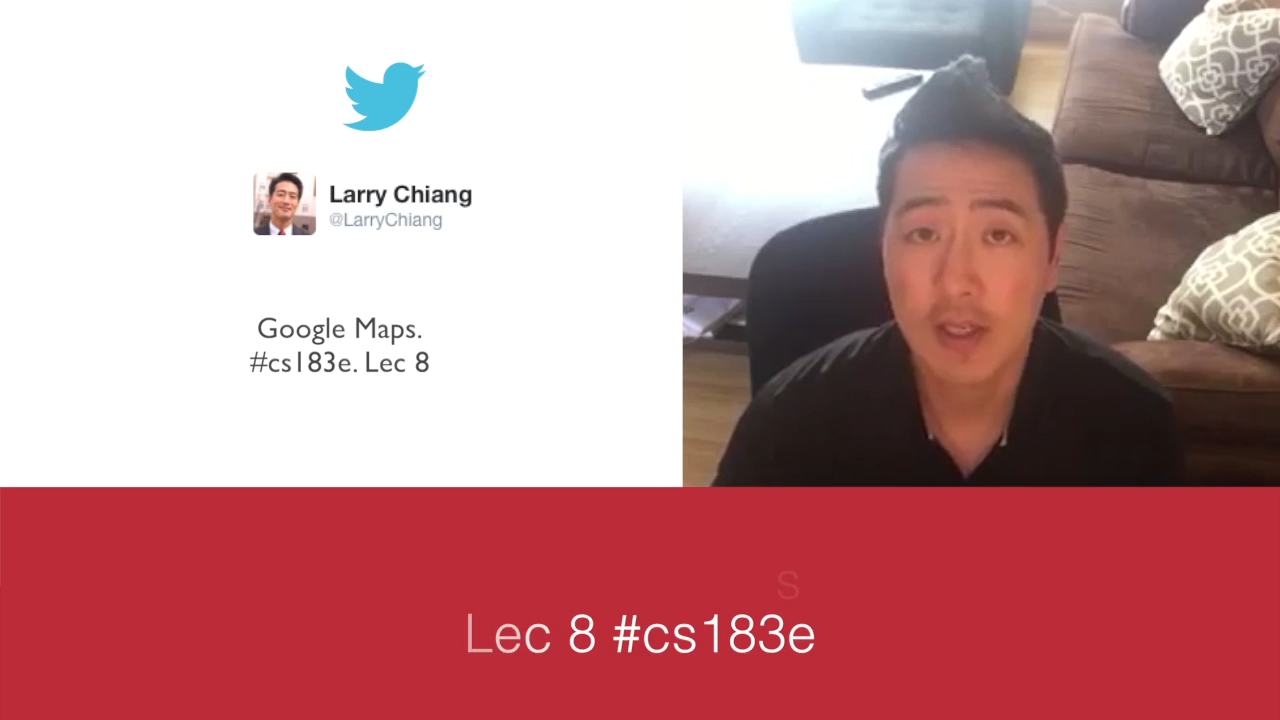 Larry Chiang
@LarryChiang
Google Maps.
#cs183e. Lec 8
s
Lec 8 #cs183e